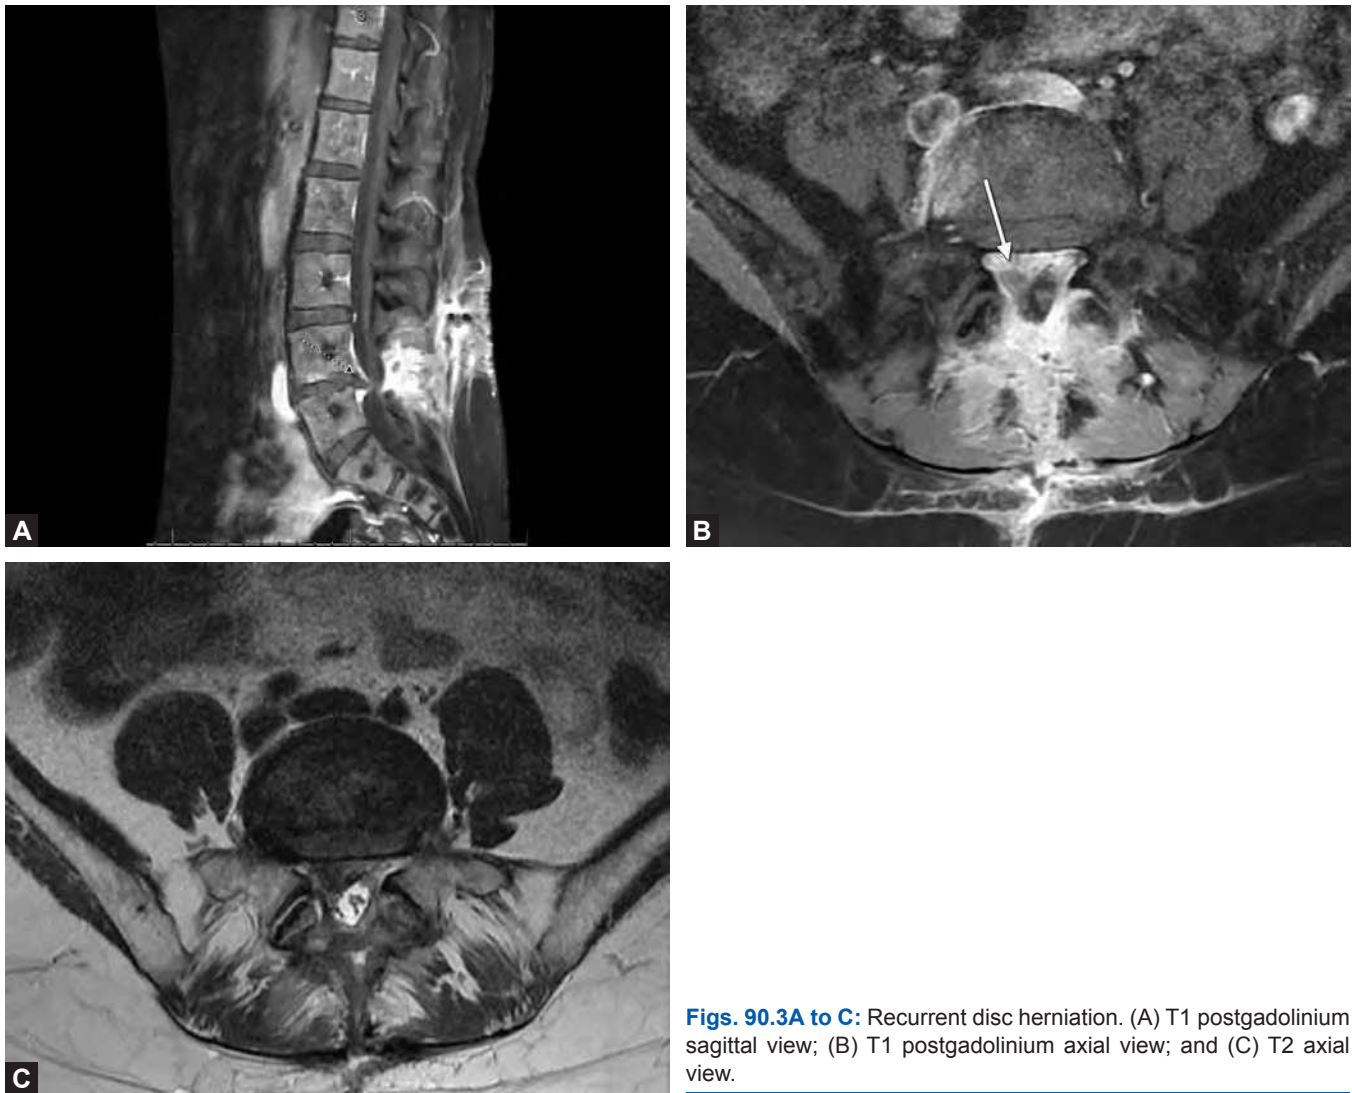 A
B
C
Figs. 90.3A to C: Recurrent disc herniation. (A) T1 postgadolinium
sagittal view; (B) T1 postgadolinium axial view; and (C) T2 axial
view.